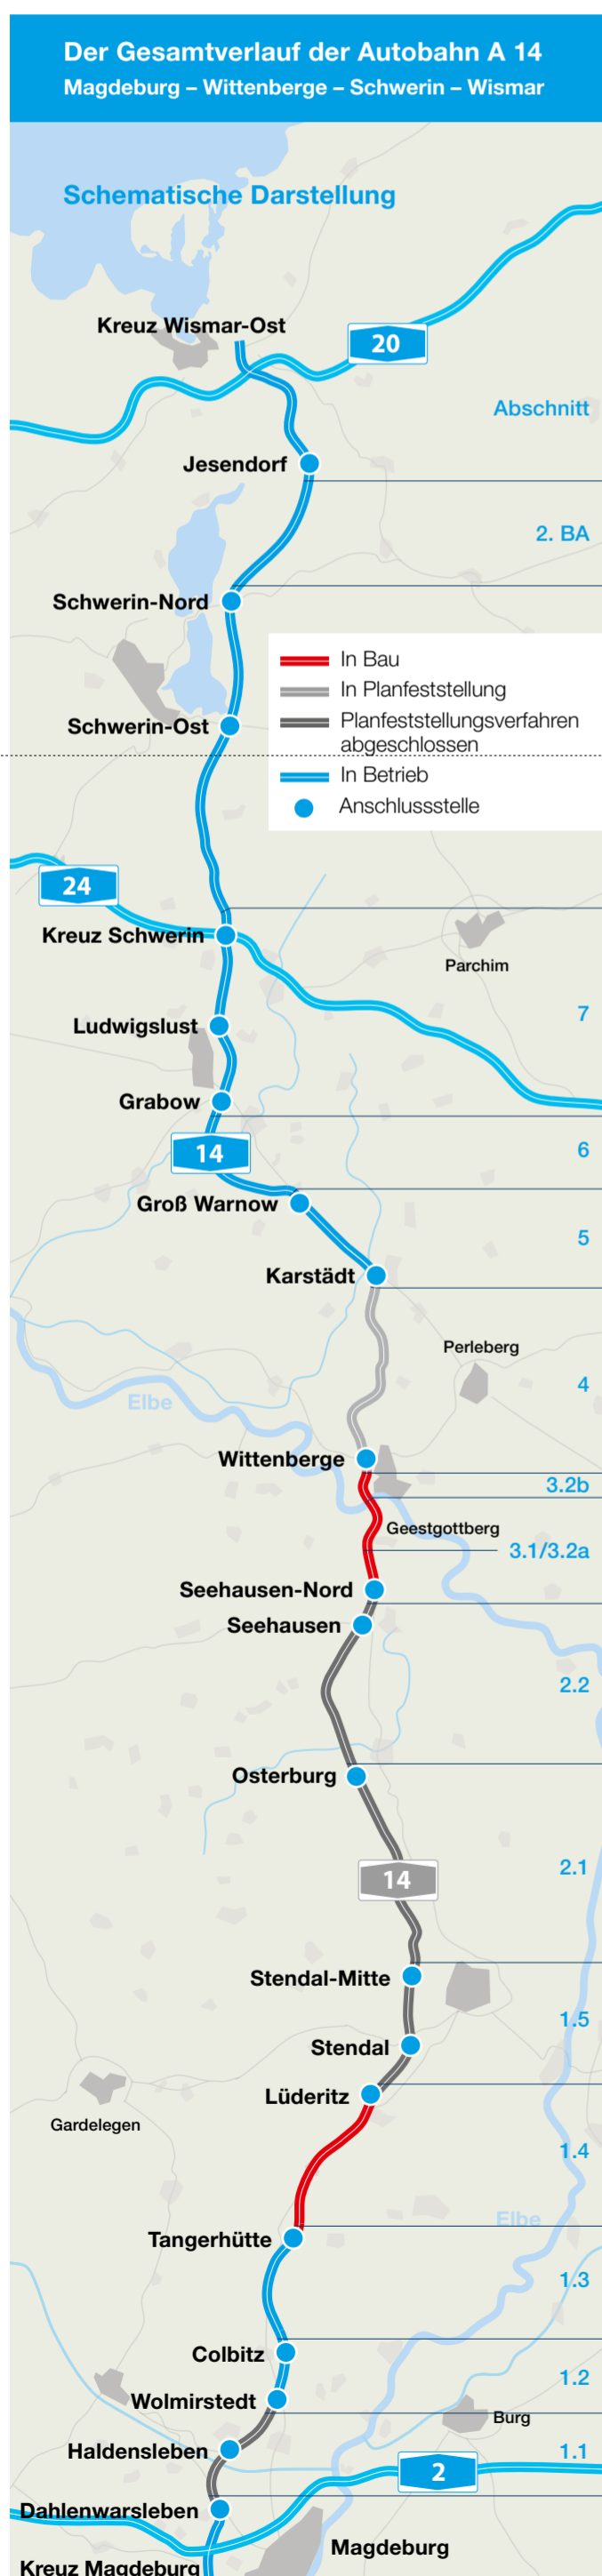 Der Gesamtverlauf der Autobahn A 14
Magdeburg – Wittenberge – Schwerin – Wismar
Schematische Darstellung
Kreuz Wismar-Ost
20
Abschnitt
Jesendorf
2. BA
Schwerin-Nord
In Bau
In Planfeststellung
Planfeststellungsverfahren
abgeschlossen
In Betrieb
Anschlussstelle
Schwerin-Ost
24
Kreuz Schwerin
Parchim
7
Ludwigslust
Grabow
14
6
Groß Warnow
5
Karstädt
Perleberg
4
Elbe
Wittenberge
3.2b
Geestgottberg
3.1/3.2a
Seehausen-Nord
Seehausen
2.2
Osterburg
2.1
14
Stendal-Mitte
1.5
Stendal
Lüderitz
Gardelegen
1.4
Elbe
Tangerhütte
1.3
Colbitz
1.2
Wolmirstedt
Burg
Haldensleben
1.1
2
Dahlenwarsleben
Magdeburg
Kreuz Magdeburg